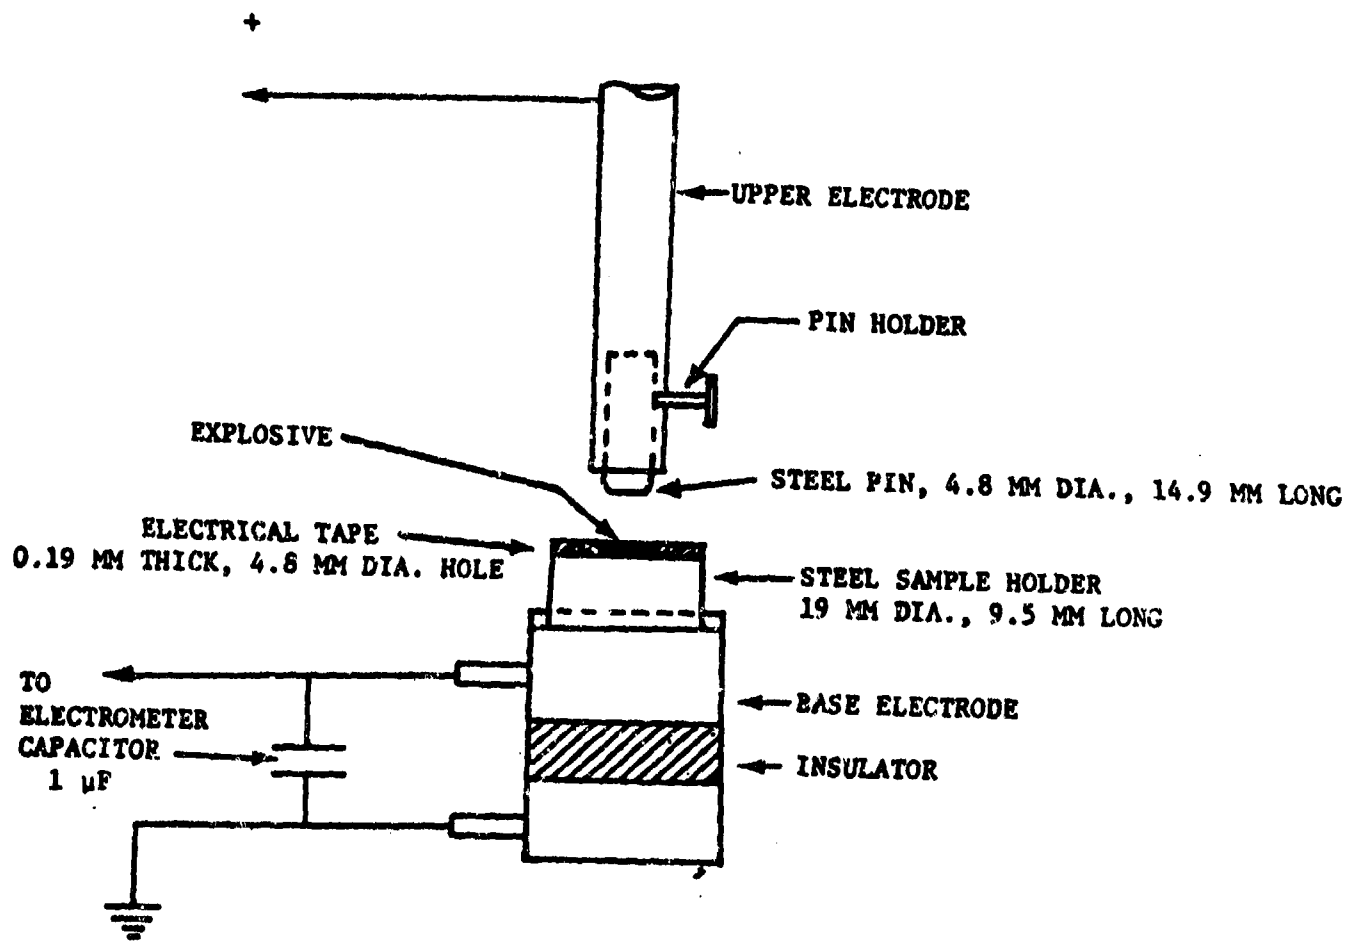 +
UPPER ELECTRODE
PIN HOLDER
EXPLOSIVE
STEEL PIN, 4.8 MM DIA., 14.9 MM LONG
ELECTRICAL TAPE
0.19 MM THICK, 4.8 MM DIA. HOLE
STEEL SAMPLE HOLDER
19 MM DIA., 9.5 MM LONG
TO
ELECTROMETER
CAPACITOR
1 µF
BASE ELECTRODE
INSULATOR